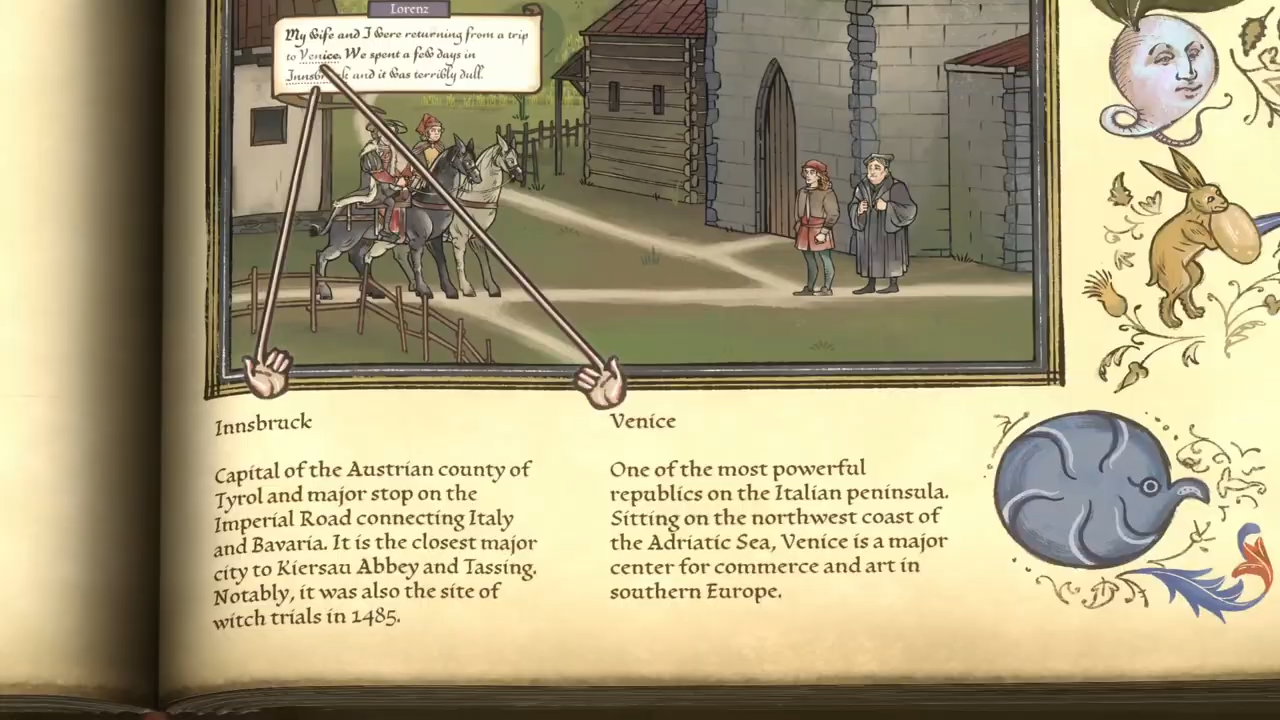 Lorenz
My Wife and I were returning from a trip
to Venice. We spent a few days in
Innsbruck and it was terribly dull.
Innsbruck
Capital of the Austrian county of
Tyrol and major stop on the
Imperial Road connecting Italy
and Bavaria. It is the closest major
city to Kiersau Abbey and Tassing.
Notably, it was also the site of
witch trials in 1485.
Venice
One of the most powerful
republics on the Italian peninsula.
Sitting on the northwest coast of
the Adriatic Sea, Venice is a major
center for commerce and art in
southern Europe.